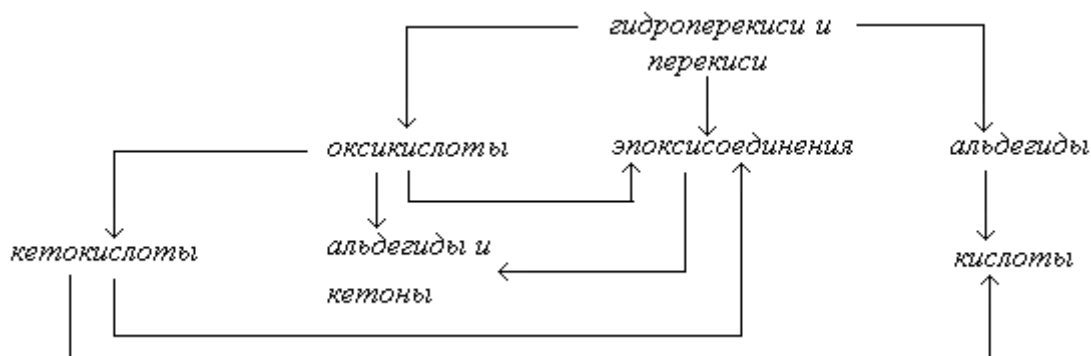 гидроперекиси и
перекиси
оксикислоты
эпоксисоединения
альдегиды
кетокислоты
альдегиды и
кетоны
кислоты